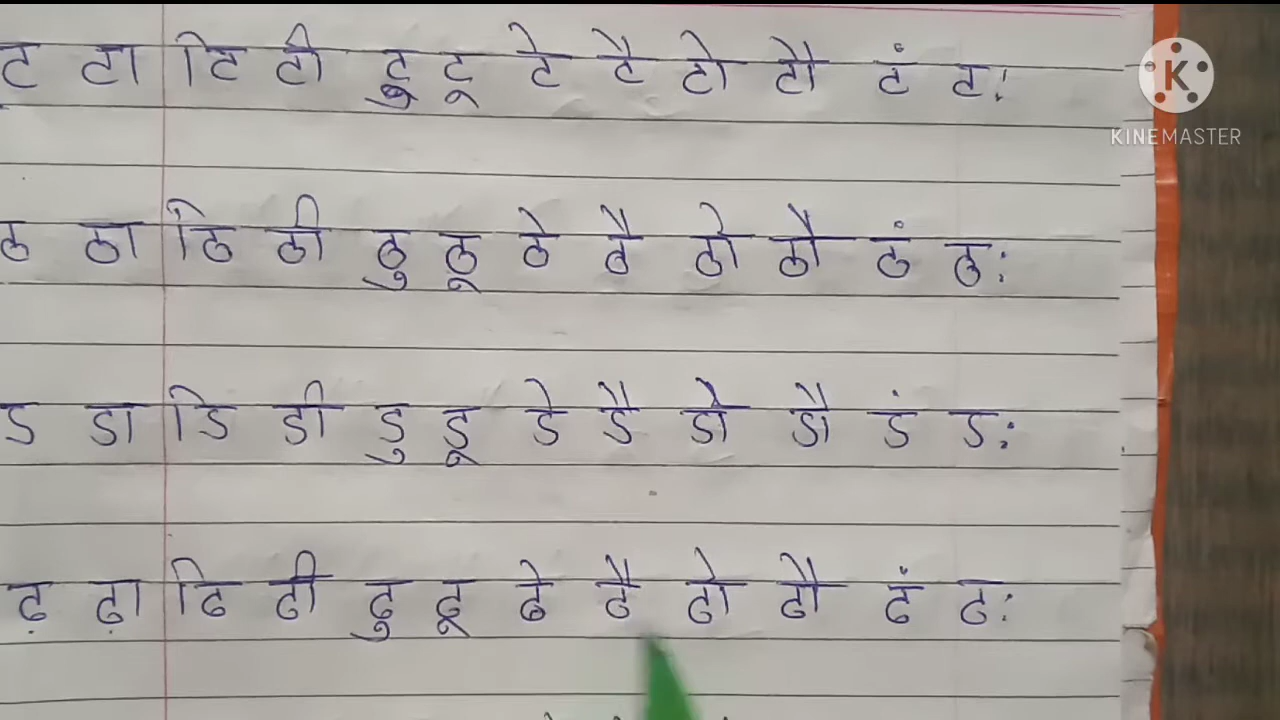 ट टा टि टी टु टू टे टै टो टौ टं टः
K
KINEMASTER
ठ ठा ठि ठी ठु ठू ठे ठै ठो ठौ ठं ठः
ड डा डि डी डु डू डे डै डो डौ डं डः
ढ़ ढ़ा ढि ढी ढु ढू ढे ढै ढो ढौ ढं ढः